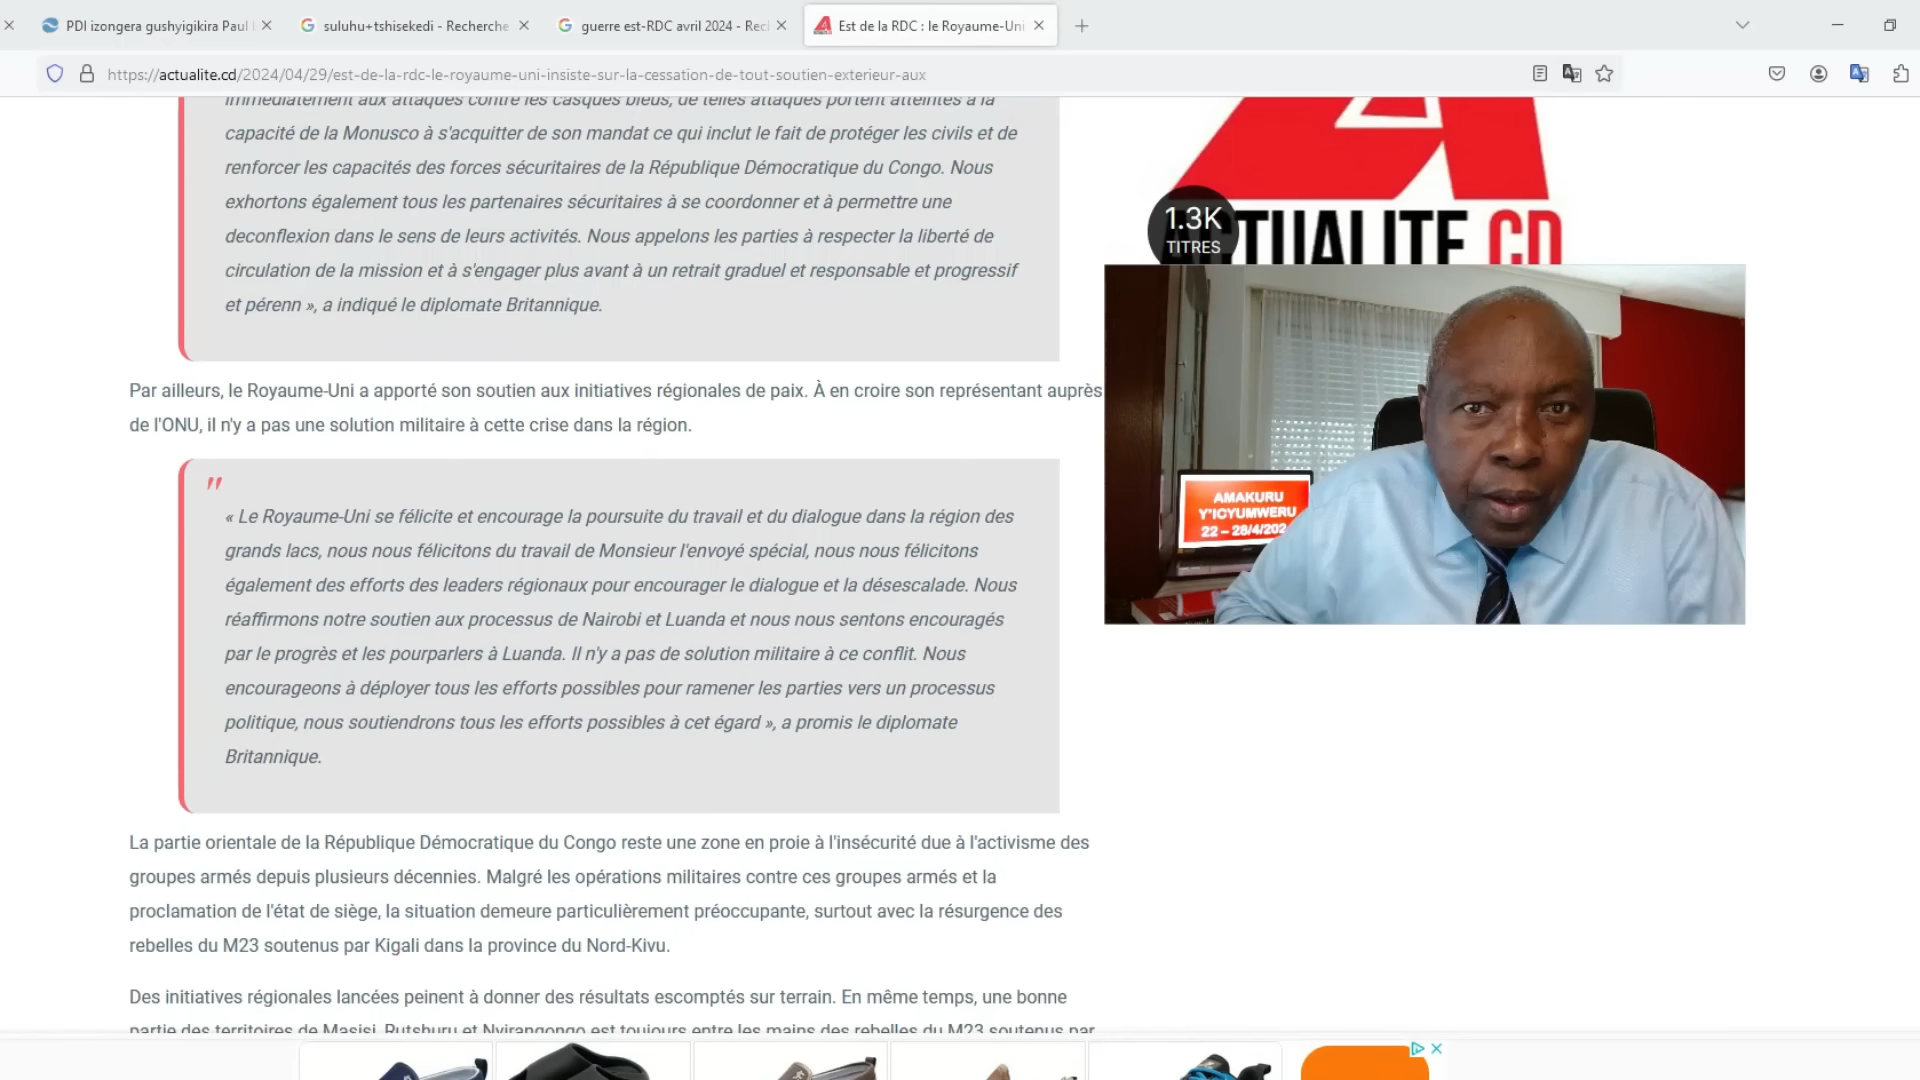 PDI izongera gushyigikira Paul
suluhu+tshisekedi - Recherche
guerre est-RDC avril 2024 - Rec
Est de la RDC : le Royaume-Uni
https://actualite.cd/2024/04/29/est-de-la-rdc-le-royaume-uni-insiste-sur-la-cessation-de-tout-soutien-exterieur-aux
immédiatement aux attaques contre les casques bleus, de telles attaques portent atteintes à la
capacité de la Monusco à s'acquitter de son mandat ce qui inclut le fait de protéger les civils et de
renforcer les capacités des forces sécuritaires de la République Démocratique du Congo. Nous
exhortons également tous les partenaires sécuritaires à se coordonner et à permettre une
deconflexion dans le sens de leurs activités. Nous appelons les parties à respecter la liberté de
circulation de la mission et à s'engager plus avant à un retrait graduel et responsable et progressif
et pérenn », a indiqué le diplomate Britannique.
Par ailleurs, le Royaume-Uni a apporté son soutien aux initiatives régionales de paix. À en croire son représentant auprès
de l'ONU, il n'y a pas une solution militaire à cette crise dans la région.
"
« Le Royaume-Uni se félicite et encourage la poursuite du travail et du dialogue dans la région des
grands lacs, nous nous félicitons du travail de Monsieur l'envoyé spécial, nous nous félicitons
également des efforts des leaders régionaux pour encourager le dialogue et la désescalade. Nous
réaffirmons notre soutien aux processus de Nairobi et Luanda et nous nous sentons encouragés
par le progrès et les pourparlers à Luanda. Il n'y a pas de solution militaire à ce conflit. Nous
encourageons à déployer tous les efforts possibles pour ramener les parties vers un processus
politique, nous soutiendrons tous les efforts possibles à cet égard », a promis le diplomate
Britannique.
La partie orientale de la République Démocratique du Congo reste une zone en proie à l'insécurité due à l'activisme des
groupes armés depuis plusieurs décennies. Malgré les opérations militaires contre ces groupes armés et la
proclamation de l'état de siège, la situation demeure particulièrement préoccupante, surtout avec la résurgence des
rebelles du M23 soutenus par Kigali dans la province du Nord-Kivu.
Des initiatives régionales lancées peinent à donner des résultats escomptés sur terrain. En même temps, une bonne
partie des territoires de Masisi, Rutshuru et Nyiragongo est toujours entre les mains des rebelles du M23 soutenus par
1.3K
TITRES
ACTUALITE.CD
AMAKURU
Y'ICYUMWERU
22 – 28/4/202